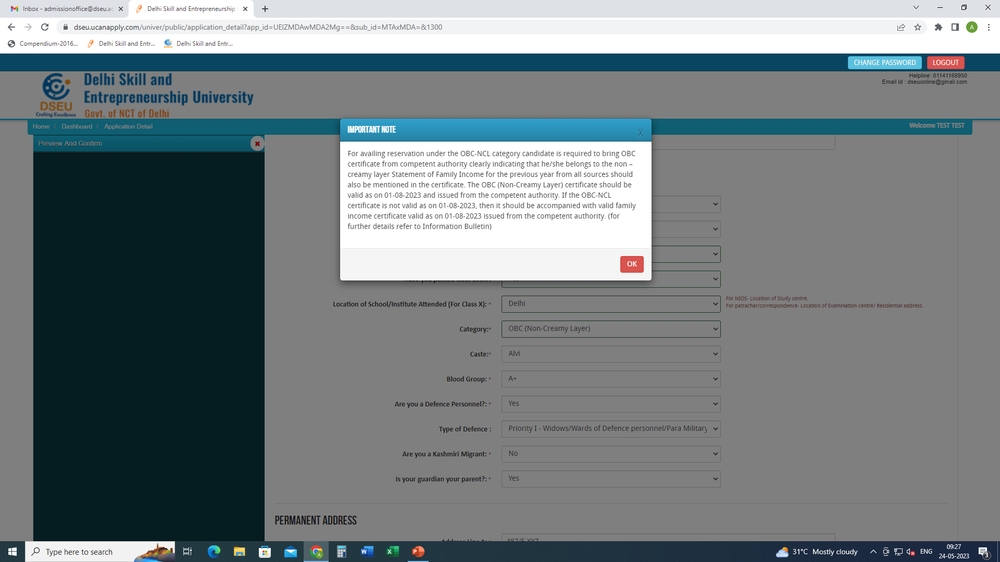 Inbox - admissionoffice@dseu.ac
Delhi Skill and Entrepreneurship
dseu.ucanapply.com/univer/public/application_detail?app_id=UEIZMDAwMDA2Mg==&sub_id=MTAxMDA=&1300
A
Compendium-2016...
Delhi Skill and Entr...
Delhi Skill and Entr...
CHANGE PASSWORD
LOGOUT
DSEU
Crafting Excellence
Delhi Skill and
Entrepreneurship University
Govt. of NCT of Delhi
Helpline: 01141169950
Email Id : dseuonline@gmail.com
Home / Dashboard / Application Detail
Welcome TEST TEST
Preview And Confirm
IMPORTANT NOTE
X
For availing reservation under the OBC-NCL category candidate is required to bring OBC
certificate from competent authority clearly indicating that he/she belongs to the non –
creamy layer Statement of Family Income for the previous year from all sources should
also be mentioned in the certificate. The OBC (Non-Creamy Layer) certificate should be
valid as on 01-08-2023 and issued from the competent authority. If the OBC-NCL
certificate is not valid as on 01-08-2023, then it should be accompanied with valid family
income certificate valid as on 01-08-2023 issued from the competent authority. (for
further details refer to Information Bulletin)
OK
Location of School/Institute Attended (For Class X): *
Delhi
For NIOS- Location of Study centre.
For patrachar/correspondence- Location of Examination centre/ Residential address.
Category:*
OBC (Non-Creamy Layer)
Caste:*
Alvi
Blood Group: *
A+
Are you a Defence Personnel?: *
Yes
Type of Defence :
Priority I - Widows/Wards of Defence personnel/Para Military
Are you a Kashmiri Migrant: *
No
Is your guardian your parent?: *
Yes
PERMANENT ADDRESS
Address Line 1:*
487/5 XYZ
Type here to search
31°C Mostly cloudy
ENG
09:27
24-05-2023
3